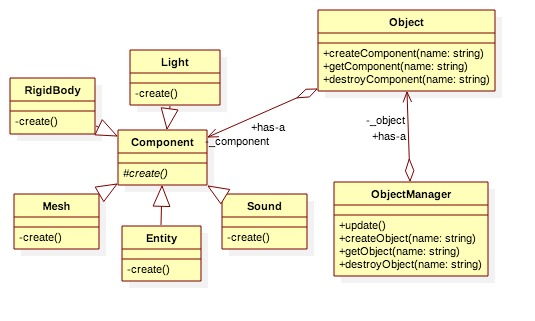 Object
+createComponent(name: string)
+getComponent(name: string)
+destroyComponent(name: string)
Light
-create()
RigidBody
-create()
+has-a
-_component
Component
#create()
-_object
+has-a
Mesh
-create()
Entity
-create()
Sound
-create()
ObjectManager
+update()
+createObject(name: string)
+getObject(name: string)
+destroyObject(name: string)